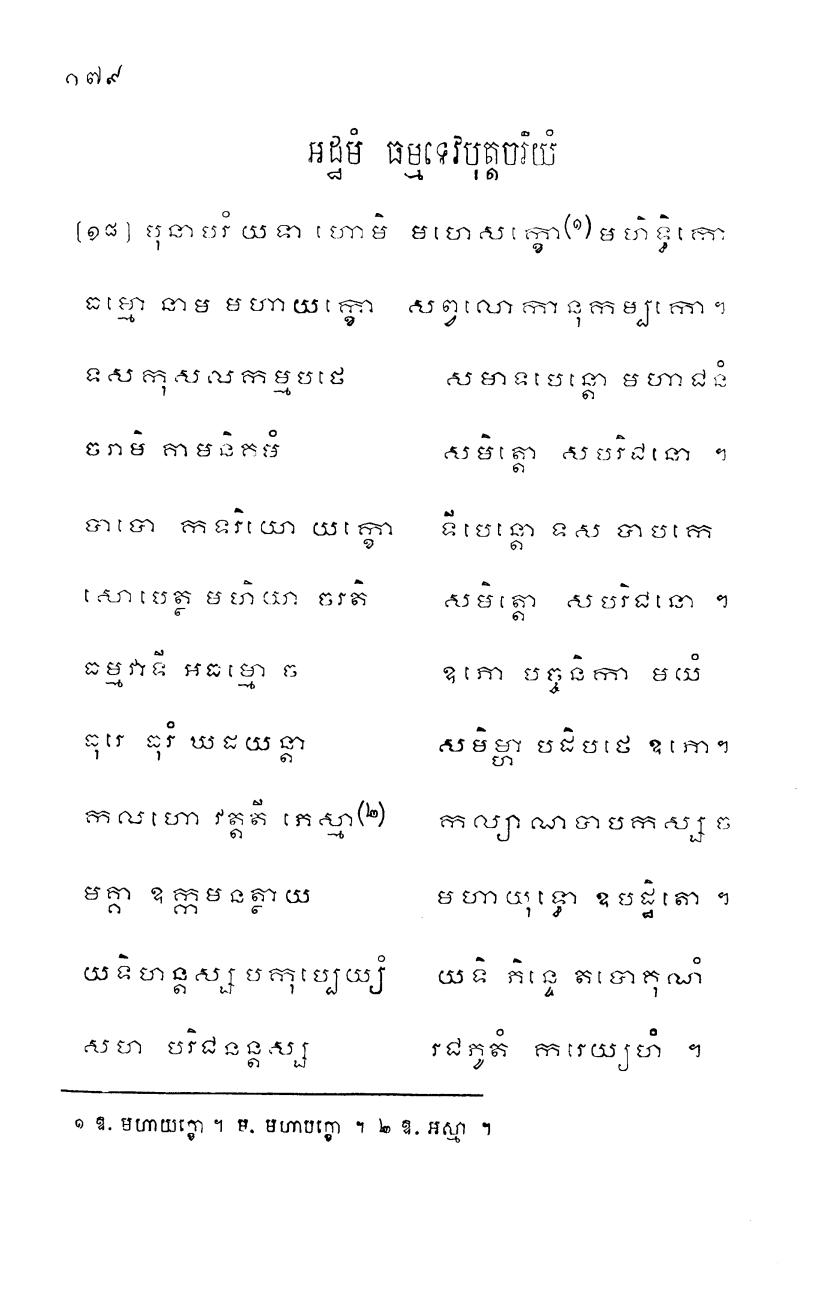 ១៧៩
អដ្ឋមំ ធម្មទេវបុត្តចរិយំ
[១៨] បុនាបរំ យទា ហោមិ មហេសក្ខោ(១) មហិទ្ធិកោ
ធម្មោ នាម មហាយក្ខោ សព្វលោកានុកម្បកោ ។
ទសកុសលកម្មបថេ សមាទបេន្តោ មហាជនំ
ចរាមិ គាមនិគមំ សមិត្តោ សបរិជនោ ។
បាបោ កទរិយោ យក្ខោ ទីបេន្តោ ទស បាបកេ
សោបេត្ថ មហិយា ចរតិ សមិត្តោ សបរិជនោ ។
ធម្មវាទី អធម្មោ ច ឧភោ បច្ចនិកា មយំ
ធុរេ ធុរំ ឃដយន្តា សមិម្ហា បដិបថេ ឧភោ ។
កលហោ វត្តតី ភេស្មា(២) កល្យាណបាបកស្ស ច
មគ្គា ឧក្កមនត្ថាយ មហាយុទ្ធោ ឧបដ្ឋិតោ ។
យទិហន្តស្ស បកុប្បេយ្យំ យទិ ភិន្ទេ តបោគុណំ
សហ បរិជនន្តស្ស រជភូតំ ការេយ្យហំ ។
១ ឱ. មហាយក្ខោ ។ ម. មហាបក្ខោ ។ ២ ឱ. អស្មា ។